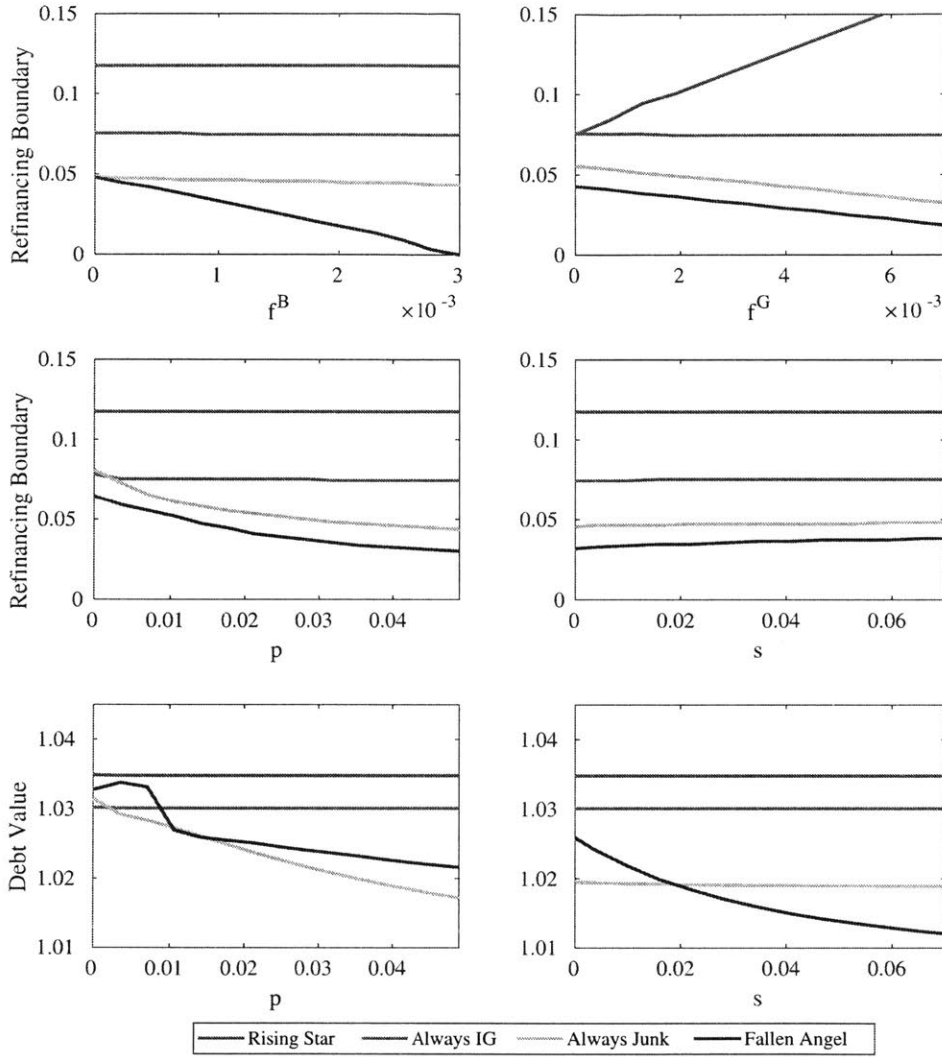 0.15
0.1
0.05
0
Refinancing Boundary
0 1 2 3
f^B ×10^-3
0.15
0.1
0.05
0
0 2 4 6
f^G ×10^-3
0.15
0.1
0.05
0
Refinancing Boundary
0 0.01 0.02 0.03 0.04
p
0.15
0.1
0.05
0
0 0.02 0.04 0.06
s
1.04
1.03
1.02
1.01
Debt Value
0 0.01 0.02 0.03 0.04
p
1.04
1.03
1.02
1.01
0 0.02 0.04 0.06
s
Rising Star Always IG Always Junk Fallen Angel